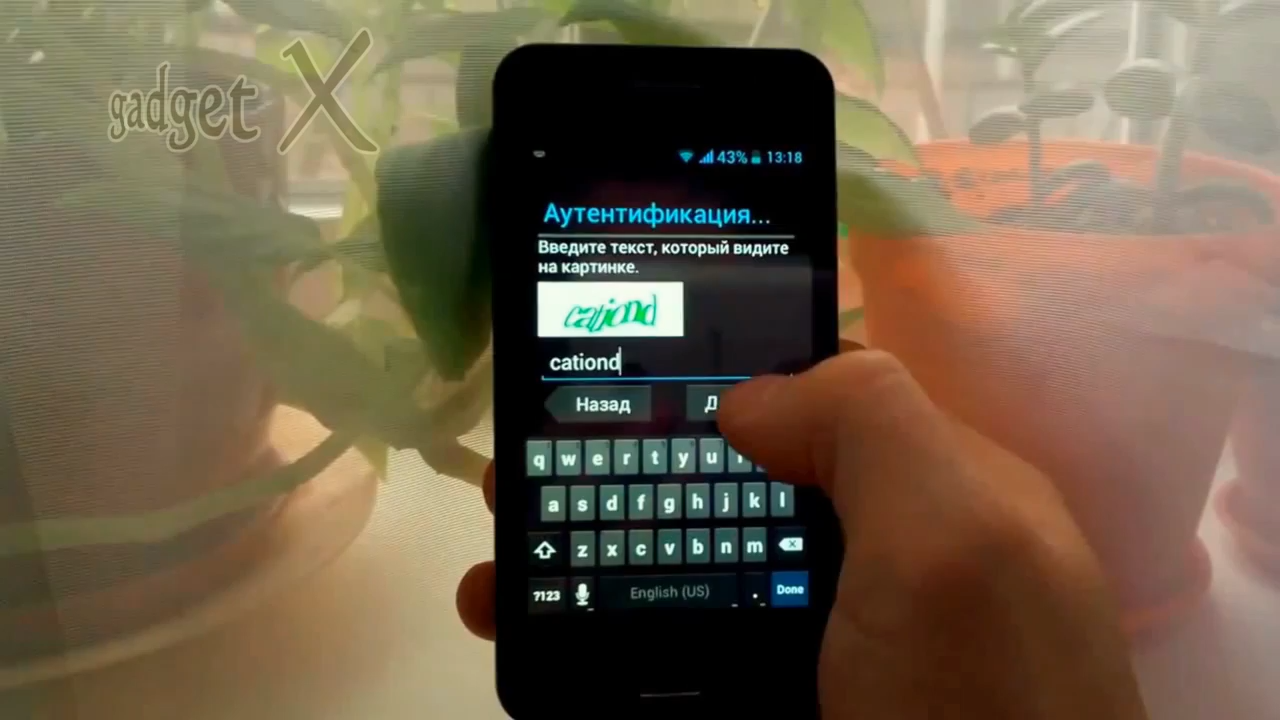 gadget X
43% 13:18
Аутентификация...
Введите текст, который видите
на картинке.
cationd
cationd
Назад Д
q w e r t y u
a s d f g h j k l
z x c v b n m
?123 English (US) . Done